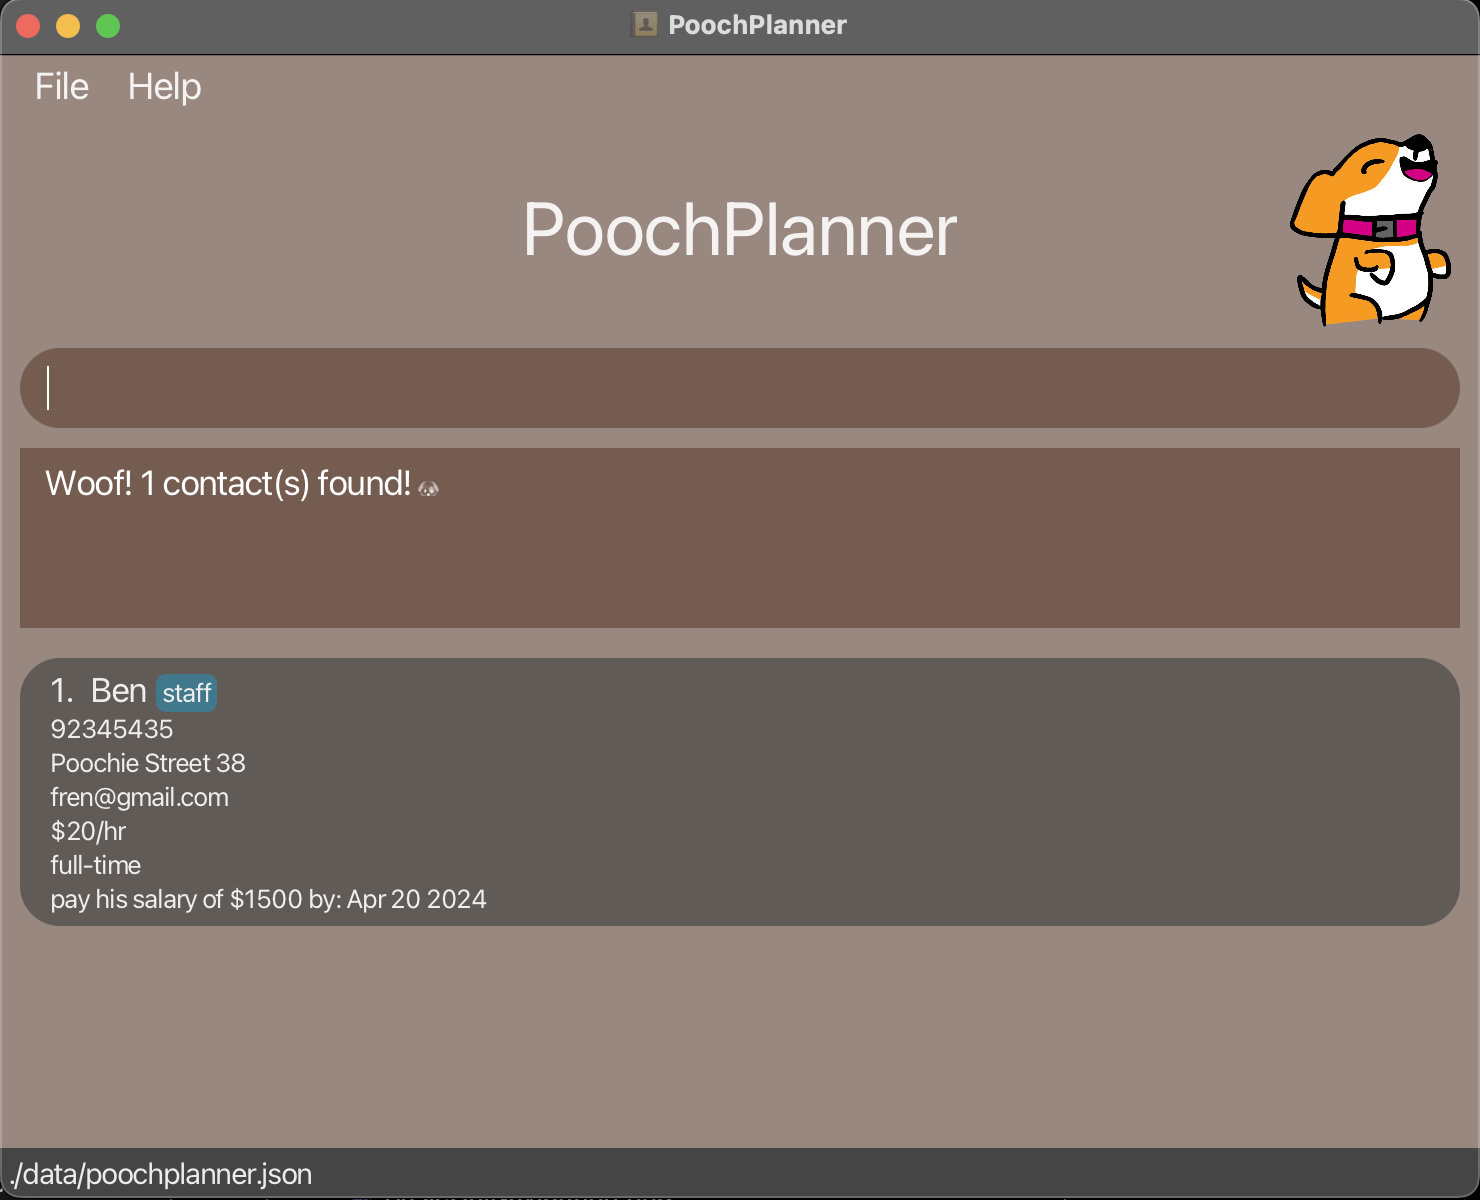 PoochPlanner
File Help
PoochPlanner
Woof! 1 contact(s) found!
1. Ben staff
92345435
Poochie Street 38
fren@gmail.com
$20/hr
full-time
pay his salary of $1500 by: Apr 20 2024
./data/poochplanner.json